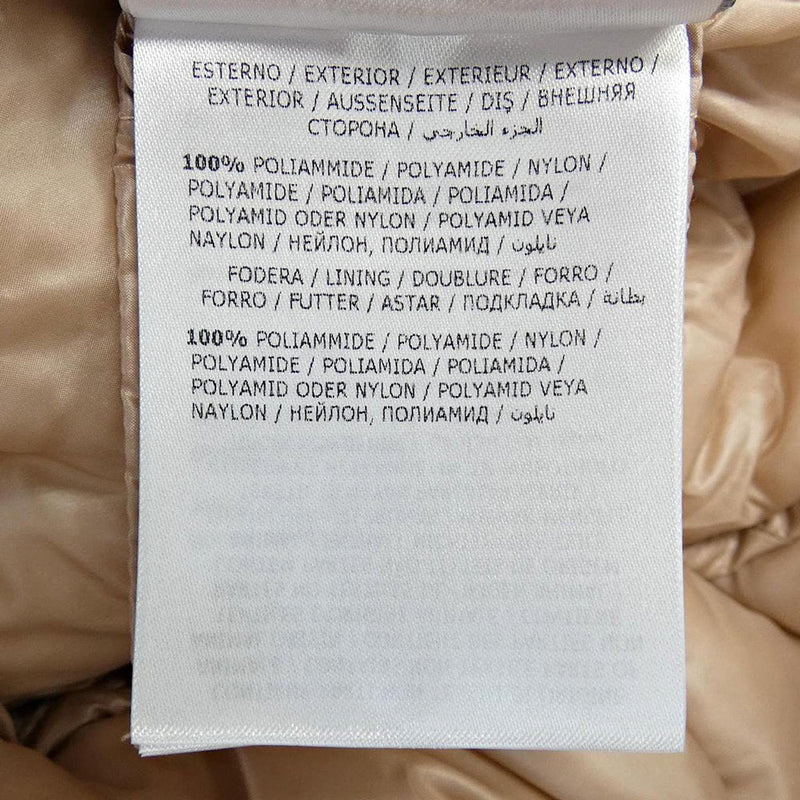 ESTERNO / EXTERIOR / EXTERIEUR / EXTERNO /
EXTERIOR / AUSSENSEITE / DIŞ / ВНЕШНЯЯ
СТОРОНА / الجزء الخارجي
100% POLIAMMIDE / POLYAMIDE / NYLON /
POLYAMIDE / POLIAMIDA / POLIAMIDA /
POLYAMID ODER NYLON / POLYAMID VEYA
NAYLON / НЕЙЛОН, ПОЛИАМИД / نايلون
FODERA / LINING / DOUBLURE / FORRO /
FORRO / FUTTER / ASTAR / ПОДКЛАДКА / بطانة
100% POLIAMMIDE / POLYAMIDE / NYLON /
POLYAMIDE / POLIAMIDA / POLIAMIDA /
POLYAMID ODER NYLON / POLYAMID VEYA
NAYLON / НЕЙЛОН, ПОЛИАМИД / نايلون